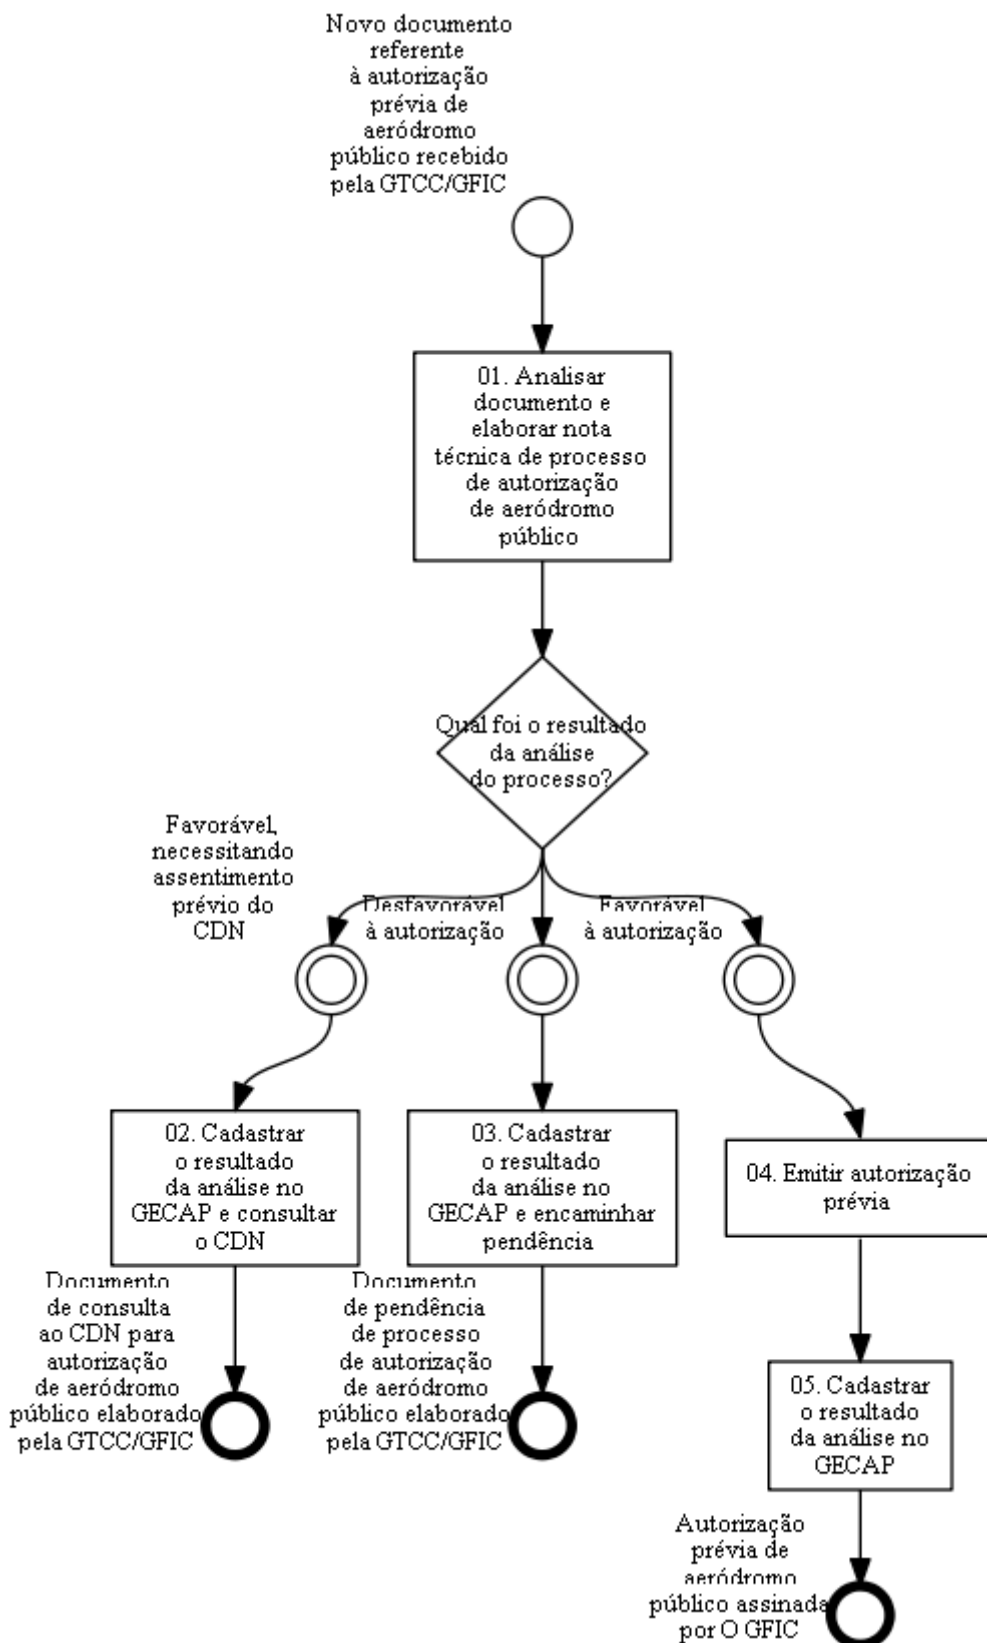 Novo documento
referente
à autorização
prévia de
aeródromo
público recebido
pela GTCC/GFIC
01. Analisar
documento e
elaborar nota
técnica de processo
de autorização
de aeródromo
público
Qual foi o resultado
da análise
do processo?
Favorável,
necessitando
assentimento
prévio do
CDN
Desfavorável
à autorização
Favorável
à autorização
02. Cadastrar
o resultado
da análise no
GECAP e consultar
o CDN
03. Cadastrar
o resultado
da análise no
GECAP e encaminhar
pendência
04. Emitir autorização
prévia
Documento
de consulta
ao CDN para
autorização
de aeródromo
público elaborado
pela GTCC/GFIC
Documento
de pendência
de processo
de autorização
de aeródromo
público elaborado
pela GTCC/GFIC
05. Cadastrar
o resultado
da análise no
GECAP
Autorização
prévia de
aeródromo
público assinada
por O GFIC